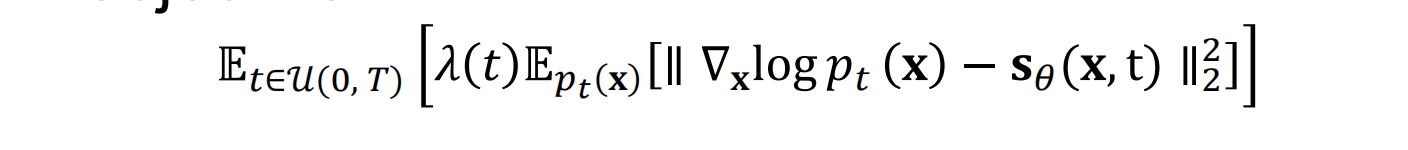 𝔼_{t∈𝒰(0, T)} [λ(t)𝔼_{p_t(𝐱)}[‖ ∇_𝐱 log p_t (𝐱) − 𝐬_θ(𝐱,t) ‖_2^2]]